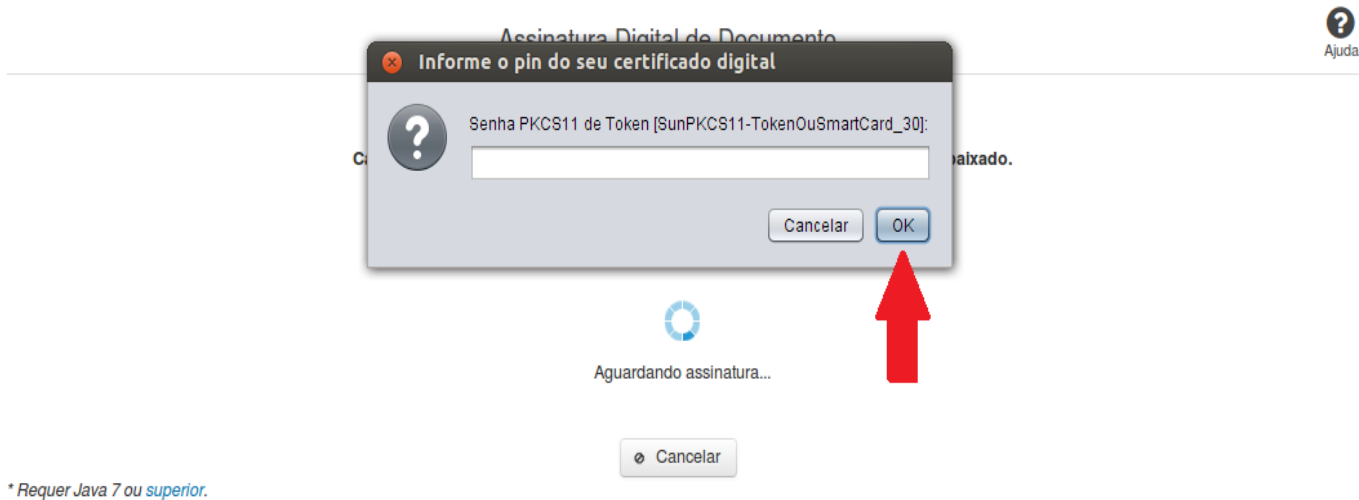 Assinatura Digital de Documento
Ajuda
Informe o pin do seu certificado digital
Senha PKCS11 de Token [SunPKCS11-TokenOuSmartCard_30]:
baixado.
Cancelar
OK
Aguardando assinatura...
Cancelar
* Requer Java 7 ou superior.